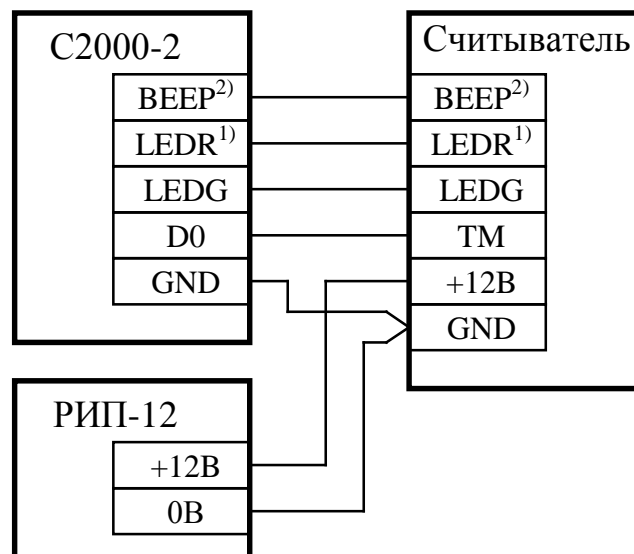 С2000-2
BEEP2)
LEDR1)
LEDG
D0
GND
Считыватель
BEEP2)
LEDR1)
LEDG
TM
+12В
GND
РИП-12
+12В
0В